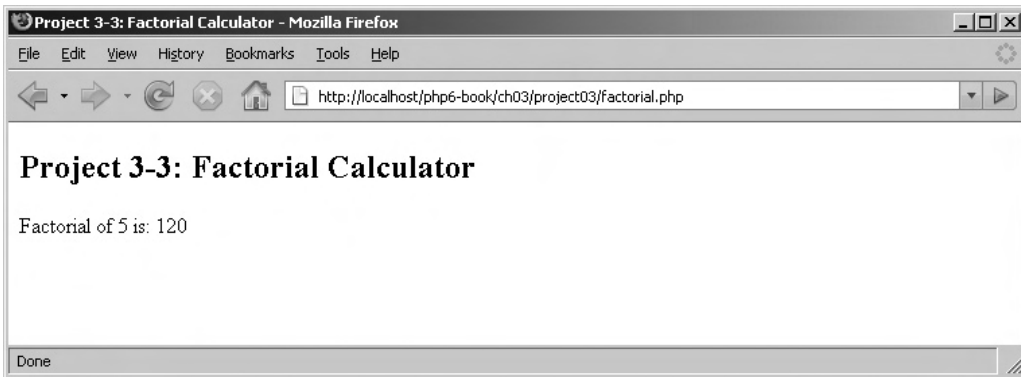 Project 3-3: Factorial Calculator - Mozilla Firefox
File Edit View History Bookmarks Tools Help
http://localhost/php6-book/ch03/project03/factorial.php
Project 3-3: Factorial Calculator
Factorial of 5 is: 120
Done